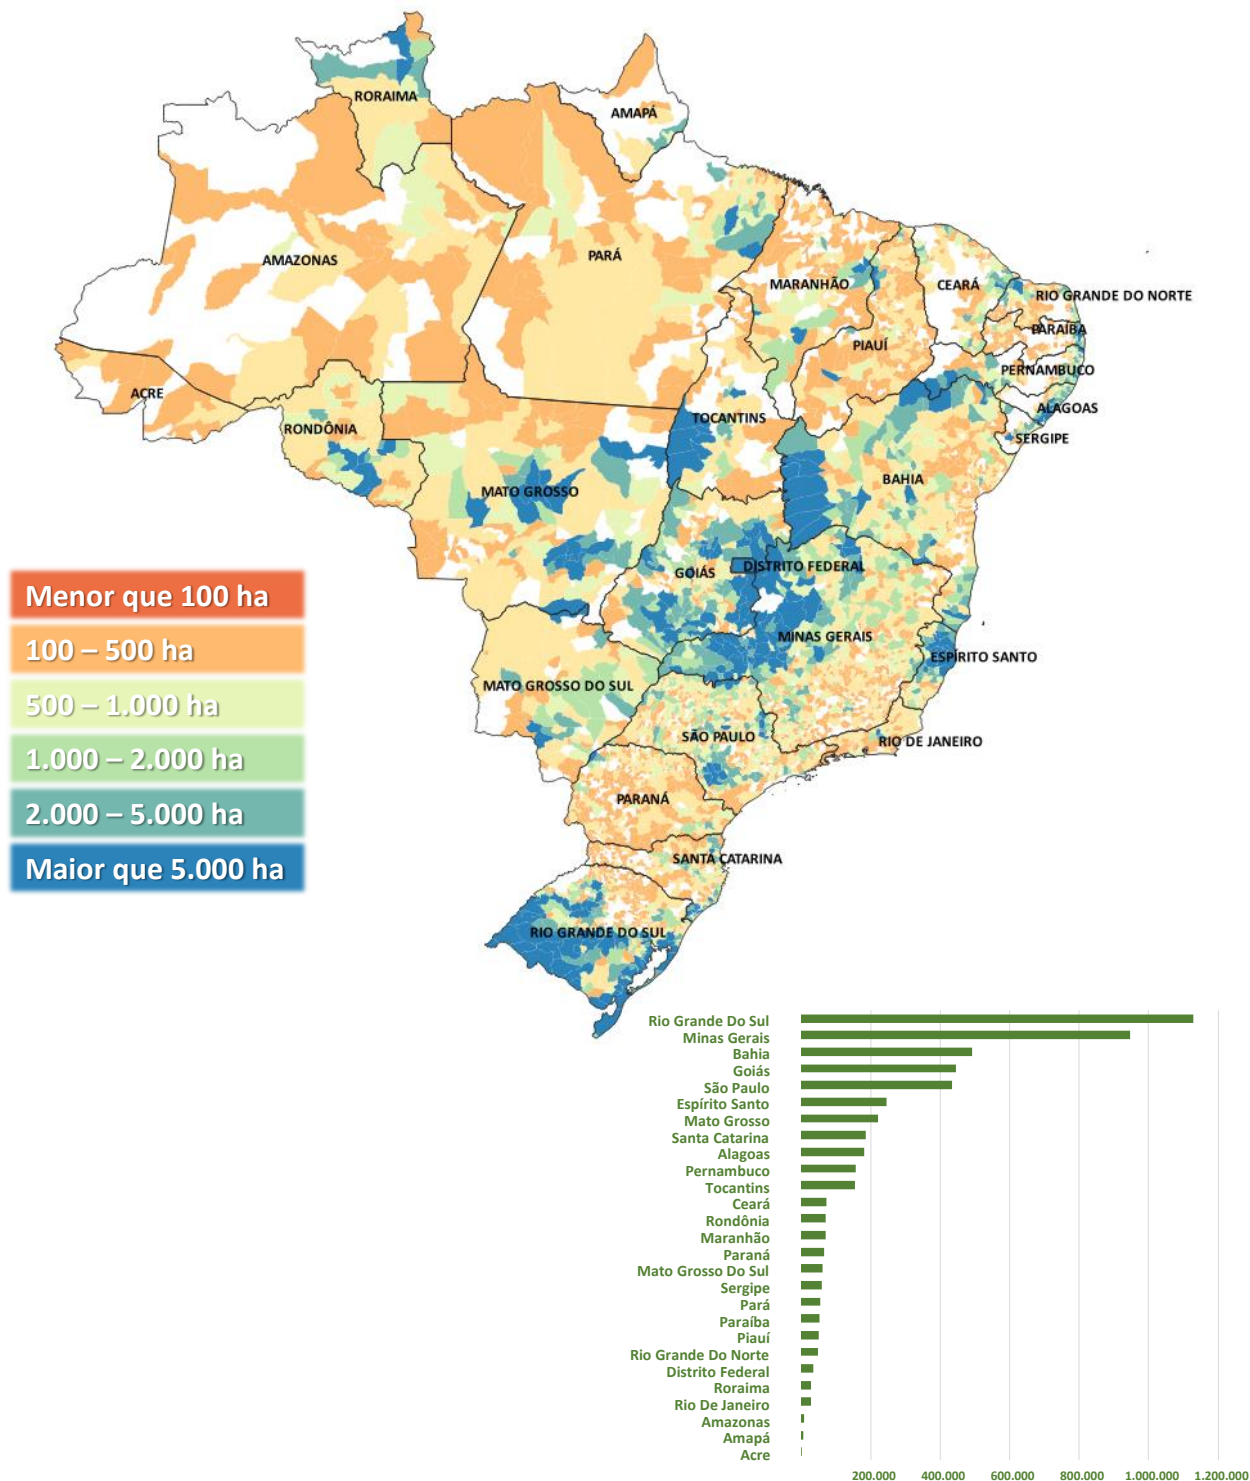 RORAIMA
AMAPÁ
AMAZONAS
PARÁ
MARANHÃO
CEARÁ
RIO GRANDE DO NORTE
PARAÍBA
PIAUÍ
PERNAMBUCO
ACRE
ALAGOAS
TOCANTINS
RONDÔNIA
SERGIPE
BAHIA
MATO GROSSO
DISTRITO FEDERAL
GOIÁS
MINAS GERAIS
ESPÍRITO SANTO
MATO GROSSO DO SUL
SÃO PAULO
RIO DE JANEIRO
PARANÁ
SANTA CATARINA
RIO GRANDE DO SUL
Menor que 100 ha
100 – 500 ha
500 – 1.000 ha
1.000 – 2.000 ha
2.000 – 5.000 ha
Maior que 5.000 ha
Rio Grande Do Sul
Minas Gerais
Bahia
Goiás
São Paulo
Espírito Santo
Mato Grosso
Santa Catarina
Alagoas
Pernambuco
Tocantins
Ceará
Rondônia
Maranhão
Paraná
Mato Grosso Do Sul
Sergipe
Pará
Paraíba
Piauí
Rio Grande Do Norte
Distrito Federal
Roraima
Rio De Janeiro
Amazonas
Amapá
Acre
200.000 400.000 600.000 800.000 1.000.000 1.200.000